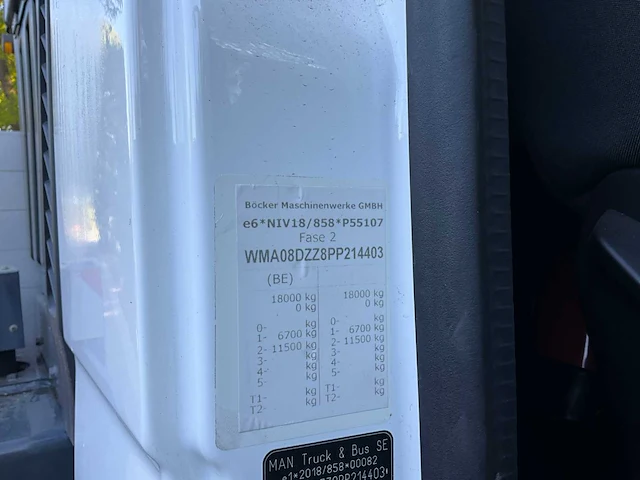 Böcker Maschinenwerke GMBH
e6*NIV18/858*P55107
Fase 2
WMA08DZZ8PP214403
(BE)
18000 kg 18000 kg
0 kg 0 kg
0- kg 0- kg
1- 6700 kg 1- 6700 kg
2- 11500 kg 2- 11500 kg
3- kg 3- kg
4- kg 4- kg
5- kg 5- kg
T1- kg T1- kg
T2- kg T2- kg
MAN Truck & Bus SE
e1*2018/858*00082
PP214403